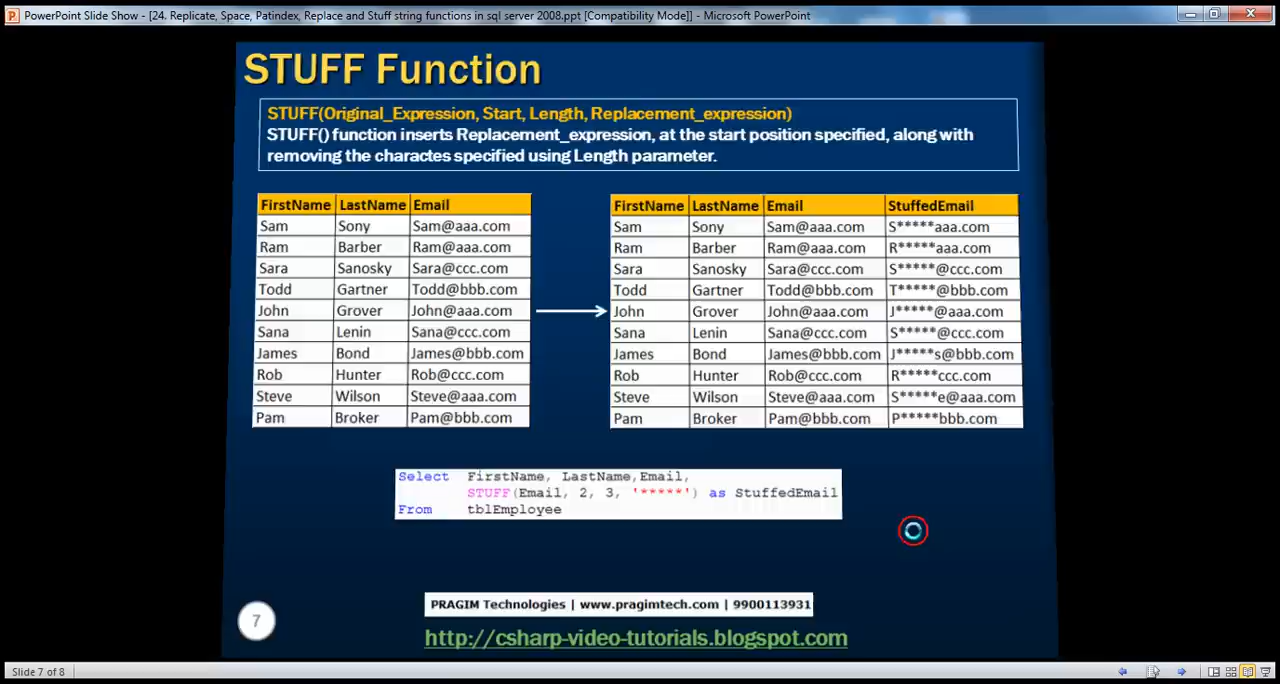 PowerPoint Slide Show - [24. Replicate, Space, Patindex, Replace and Stuff string functions in sql server 2008.ppt [Compatibility Mode]] - Microsoft PowerPoint
STUFF Function
STUFF(Original_Expression, Start, Length, Replacement_expression)
STUFF() function inserts Replacement_expression, at the start position specified, along with
removing the charactes specified using Length parameter.
FirstName LastName Email
Sam Sony Sam@aaa.com
Ram Barber Ram@aaa.com
Sara Sanosky Sara@ccc.com
Todd Gartner Todd@bbb.com
John Grover John@aaa.com
Sana Lenin Sana@ccc.com
James Bond James@bbb.com
Rob Hunter Rob@ccc.com
Steve Wilson Steve@aaa.com
Pam Broker Pam@bbb.com
FirstName LastName Email StuffedEmail
Sam Sony Sam@aaa.com S*****aaa.com
Ram Barber Ram@aaa.com R*****aaa.com
Sara Sanosky Sara@ccc.com S*****@ccc.com
Todd Gartner Todd@bbb.com T*****@bbb.com
John Grover John@aaa.com J*****@aaa.com
Sana Lenin Sana@ccc.com S*****@ccc.com
James Bond James@bbb.com J*****s@bbb.com
Rob Hunter Rob@ccc.com R*****ccc.com
Steve Wilson Steve@aaa.com S*****e@aaa.com
Pam Broker Pam@bbb.com P*****bbb.com
Select FirstName, LastName,Email,
STUFF(Email, 2, 3, '*****') as StuffedEmail
From tblEmployee
7
PRAGIM Technologies | www.pragimtech.com | 9900113931
http://csharp-video-tutorials.blogspot.com
Slide 7 of 8